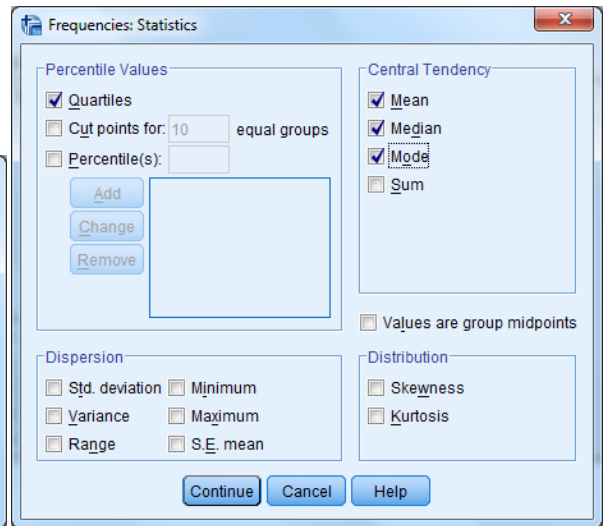 Frequencies: Statistics
Percentile Values
Quartiles
Cut points for: 10 equal groups
Percentile(s):
Add
Change
Remove
Central Tendency
Mean
Median
Mode
Sum
Values are group midpoints
Dispersion
Std. deviation Minimum
Variance Maximum
Range S.E. mean
Distribution
Skewness
Kurtosis
Continue Cancel Help